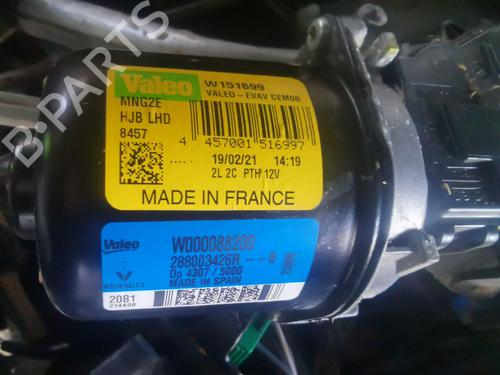 Valeo
W151699
VALEO-EVAV CEM00
MNG2E
HJB LHD
8457
4 457001 516997
19/02/21 14:19
2L 2C PTH 12V
MADE IN FRANCE
Valeo
W000088200
288003426R---B
Op 4307 / 5000
MADE IN SPAIN
RENAULT
2081
21440R